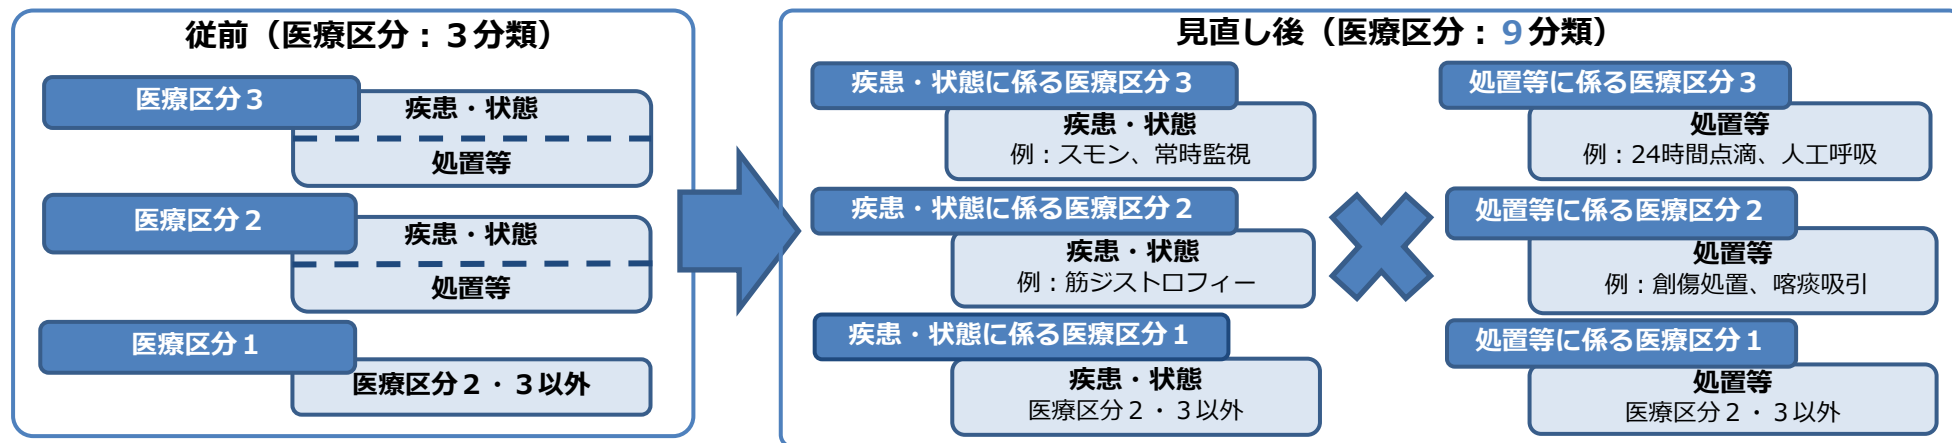 従前（医療区分：３分類）
医療区分３
疾患・状態
処置等
医療区分２
疾患・状態
処置等
医療区分１
医療区分２・３以外
見直し後（医療区分：９分類）
疾患・状態に係る医療区分３
疾患・状態
例：スモン、常時監視
疾患・状態に係る医療区分２
疾患・状態
例：筋ジストロフィー
疾患・状態に係る医療区分１
疾患・状態
医療区分２・３以外
処置等に係る医療区分３
処置等
例：24時間点滴、人工呼吸
処置等に係る医療区分２
処置等
例：創傷処置、喀痰吸引
処置等に係る医療区分１
処置等
医療区分２・３以外